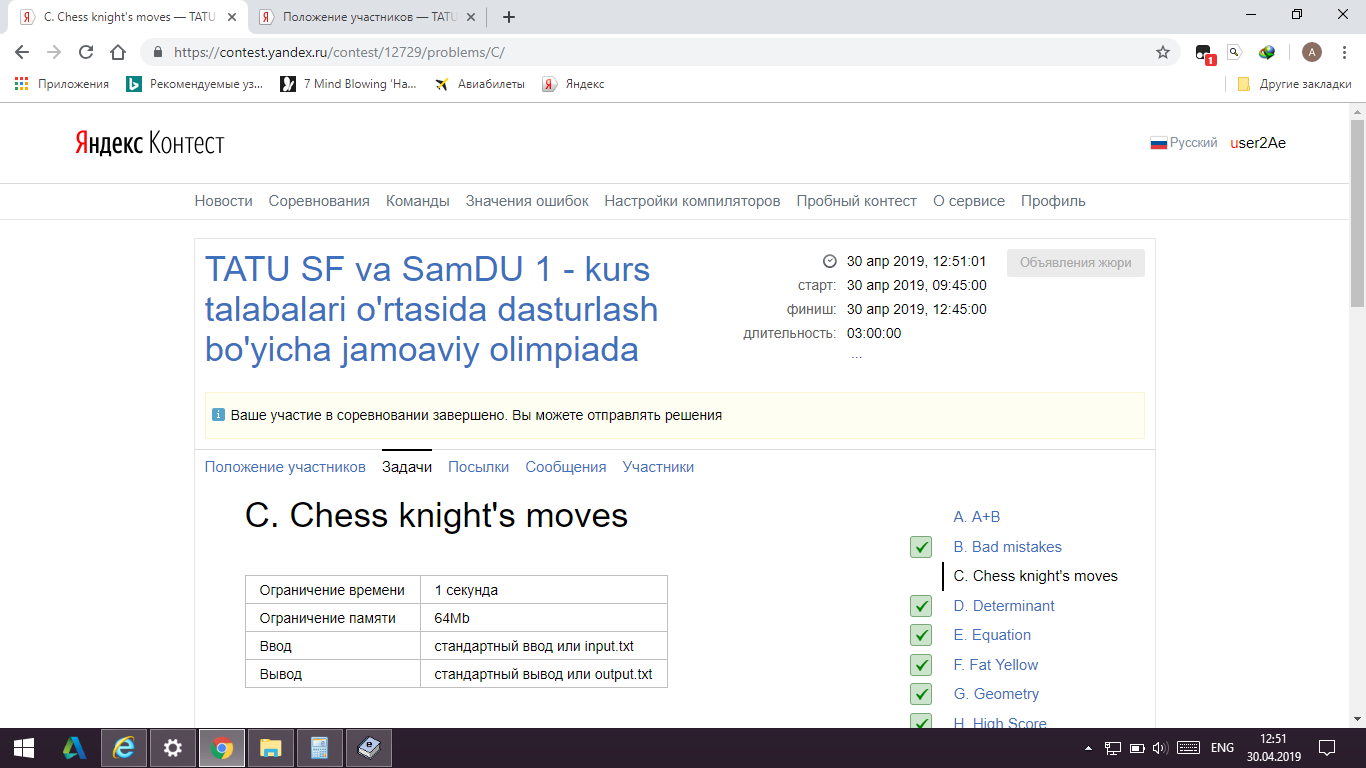 C. Chess knight's moves — TATU
Положение участников — TATU
https://contest.yandex.ru/contest/12729/problems/C/
1
A
Приложения
Рекомендуемые уз...
7 Mind Blowing 'Ha...
Авиабилеты
Яндекс
Другие закладки
Яндекс Контест
Русский
user2Ae
Новости Соревнования Команды Значения ошибок Настройки компиляторов Пробный контест О сервисе Профиль
TATU SF va SamDU 1 - kurs
talabalari o'rtasida dasturlash
bo'yicha jamoaviy olimpiada
30 апр 2019, 12:51:01
старт: 30 апр 2019, 09:45:00
финиш: 30 апр 2019, 12:45:00
длительность: 03:00:00
...
Объявления жюри
Ваше участие в соревновании завершено. Вы можете отправлять решения
Положение участников Задачи Посылки Сообщения Участники
C. Chess knight's moves
Ограничение времени 1 секунда
Ограничение памяти 64Mb
Ввод стандартный ввод или input.txt
Вывод стандартный вывод или output.txt
A. A+B
B. Bad mistakes
C. Chess knight's moves
D. Determinant
E. Equation
F. Fat Yellow
G. Geometry
H. High Score
ENG
12:51
30.04.2019